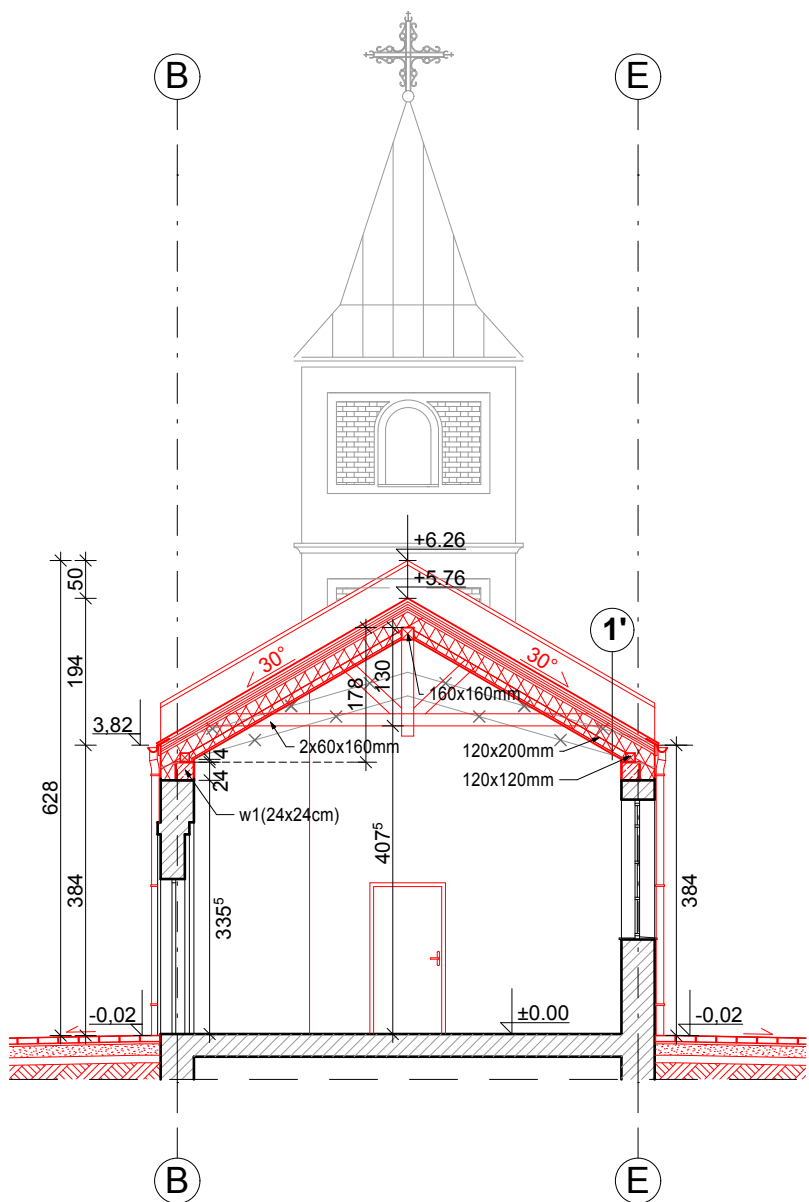 B
E
+6.26
+5.76
50
1'
30°
30°
194
178
130
160x160mm
3,82
2x60x160mm
120x200mm
4
120x120mm
24
w1(24x24cm)
628
407⁵
384
335⁵
384
-0,02
±0.00
-0,02
B
E